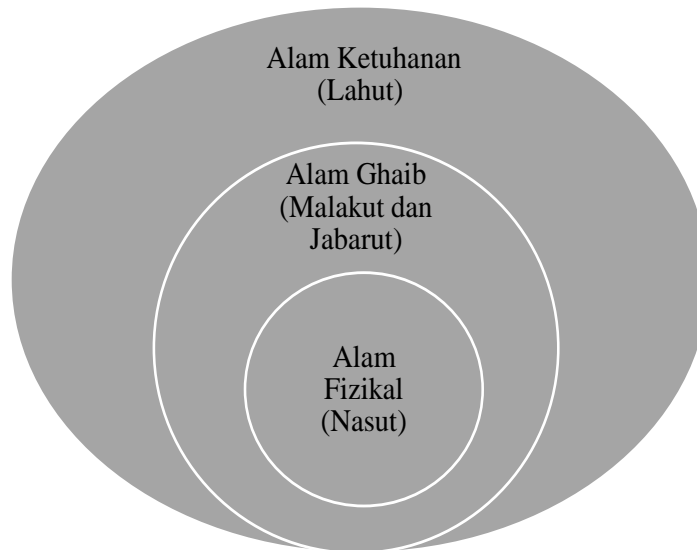 Alam Ketuhanan
(Lahut)
Alam Ghaib
(Malakut dan
Jabarut)
Alam
Fizikal
(Nasut)